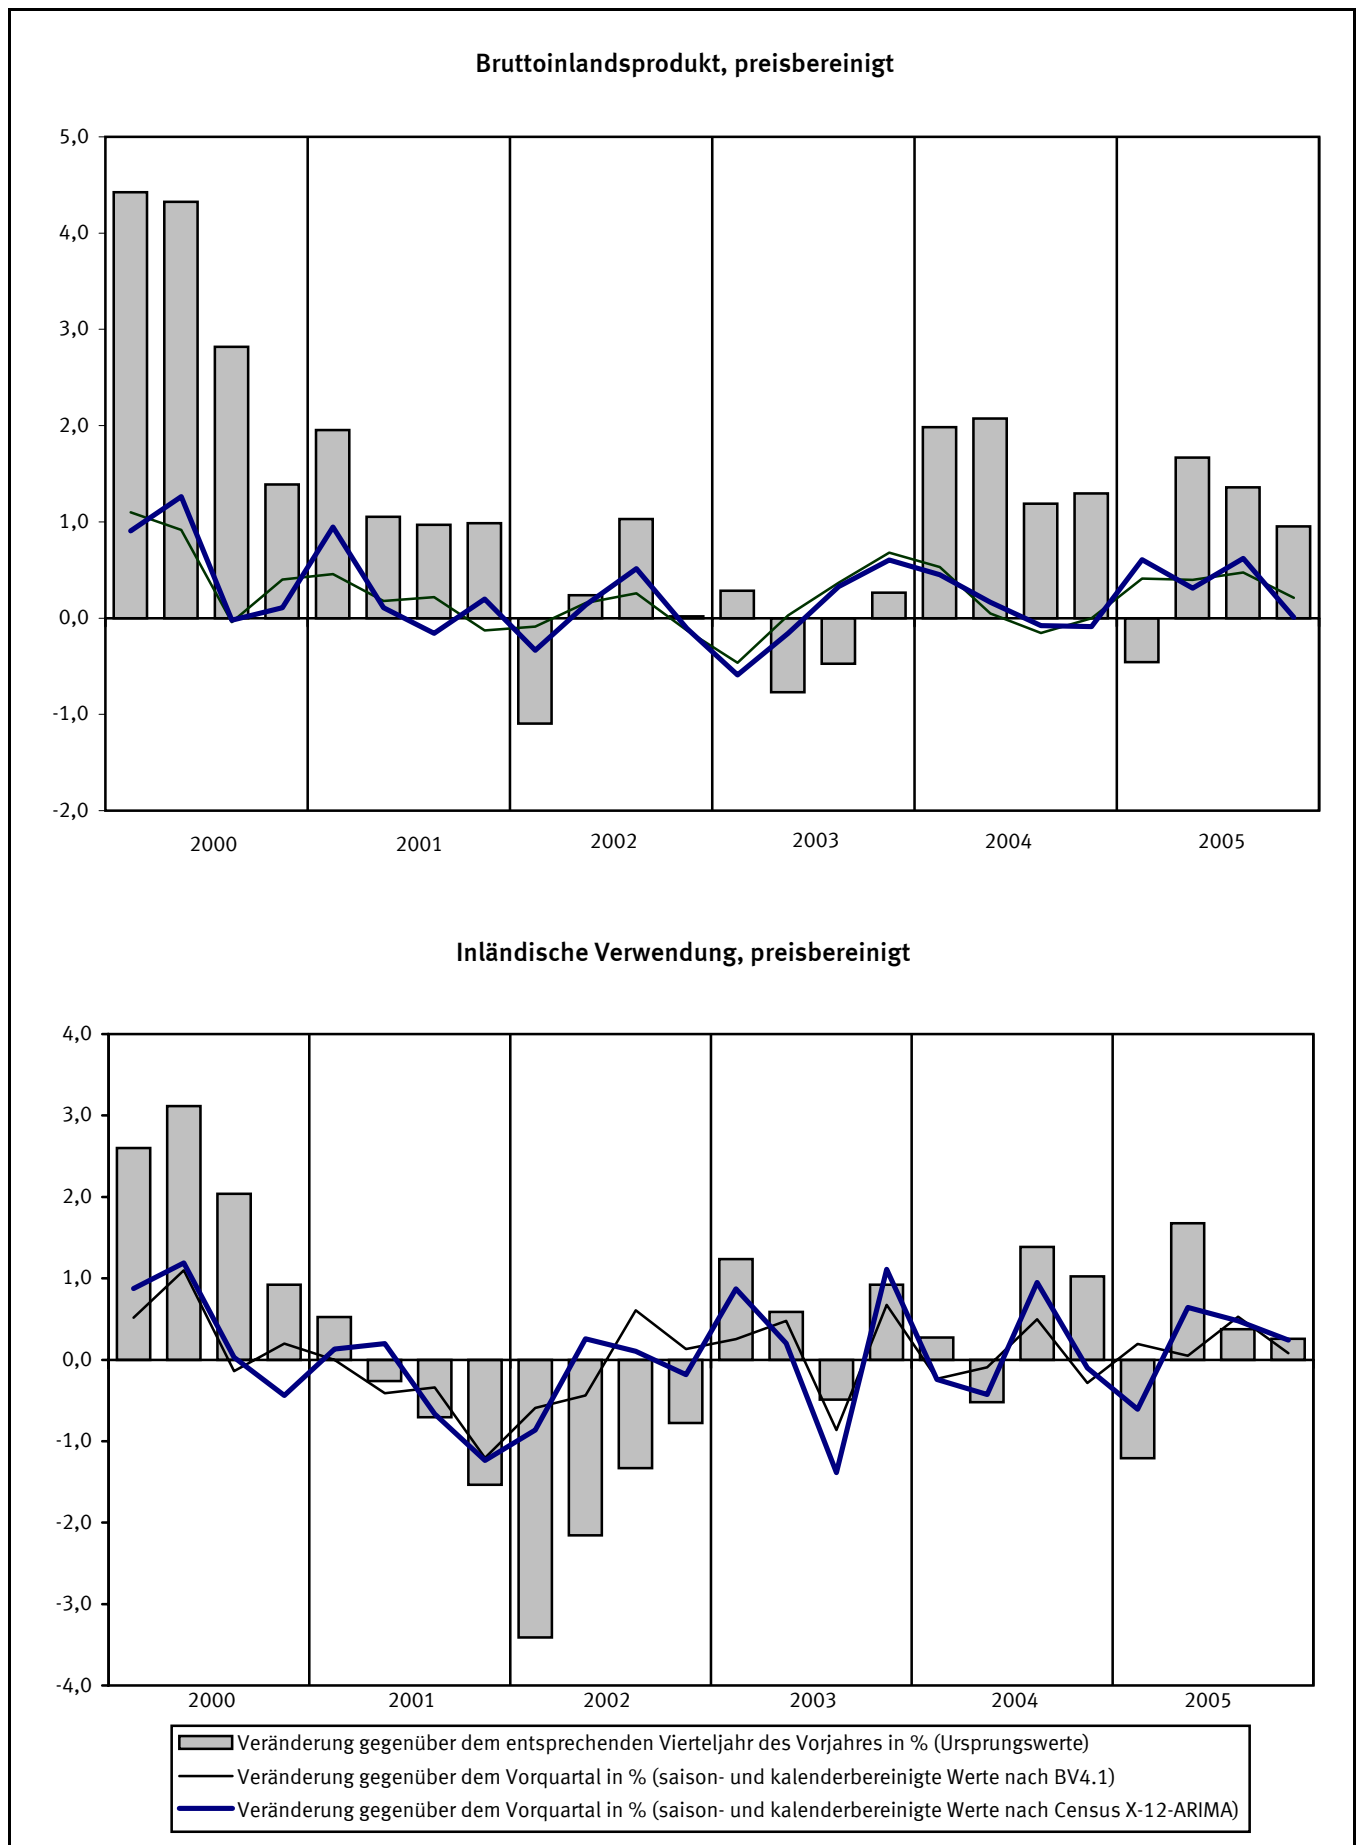 Bruttoinlandsprodukt, preisbereinigt
5,0
4,0
3,0
2,0
1,0
0,0
-1,0
-2,0
2000 2001 2002 2003 2004 2005
Inländische Verwendung, preisbereinigt
4,0
3,0
2,0
1,0
0,0
-1,0
-2,0
-3,0
-4,0
2000 2001 2002 2003 2004 2005
Veränderung gegenüber dem entsprechenden Vierteljahr des Vorjahres in % (Ursprungswerte)
Veränderung gegenüber dem Vorquartal in % (saison- und kalenderbereinigte Werte nach BV4.1)
Veränderung gegenüber dem Vorquartal in % (saison- und kalenderbereinigte Werte nach Census X-12-ARIMA)